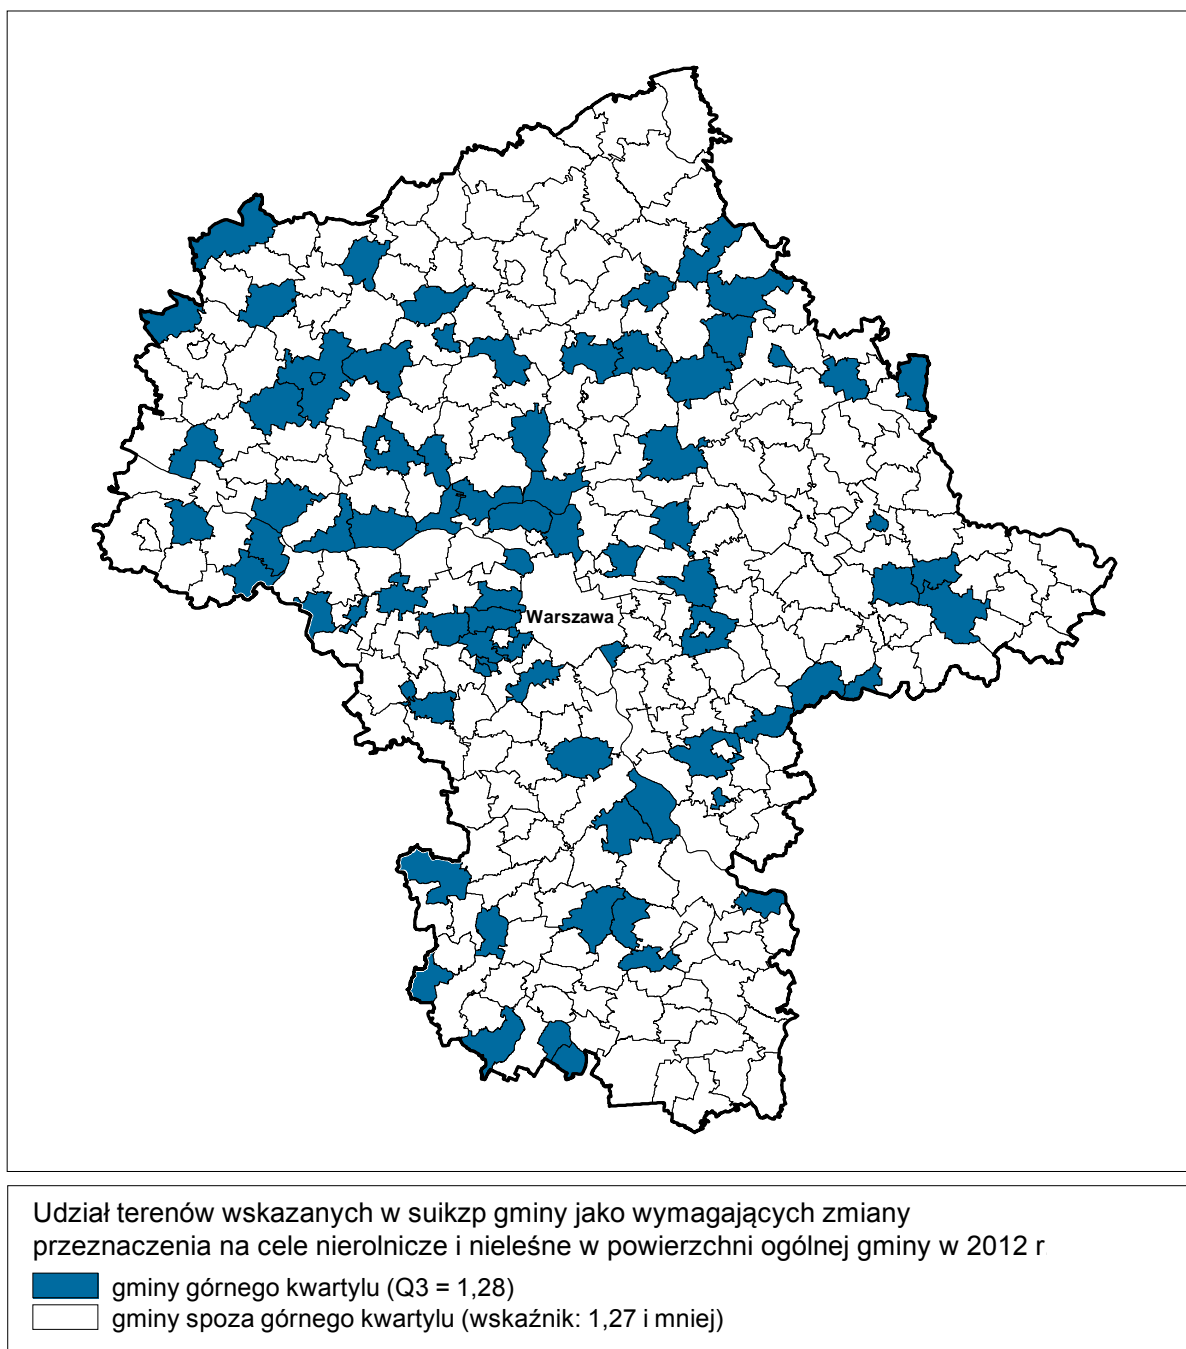 Warszawa
Udział terenów wskazanych w suikzp gminy jako wymagających zmiany
przeznaczenia na cele nierolnicze i nieleśne w powierzchni ogólnej gminy w 2012 r
gminy górnego kwartylu (Q3 = 1,28)
gminy spoza górnego kwartylu (wskaźnik: 1,27 i mniej)